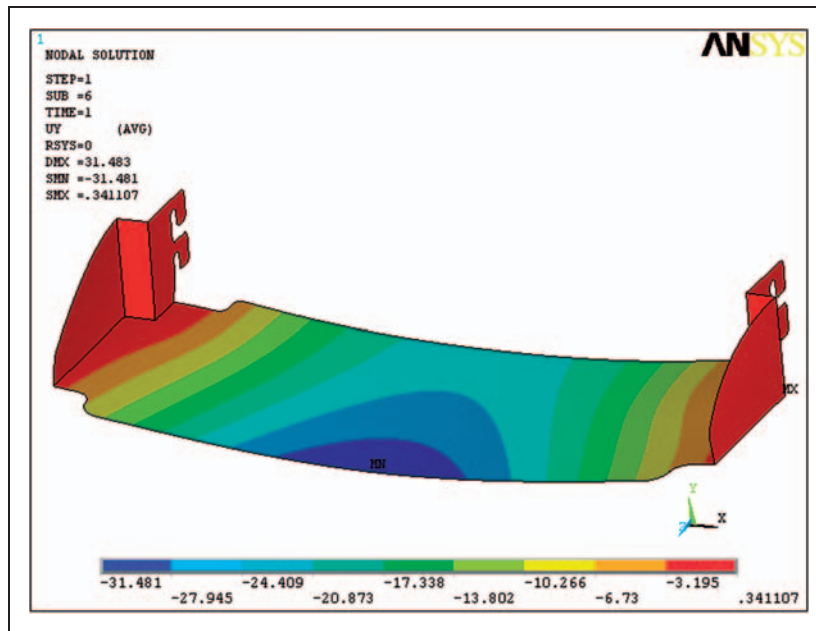 1
ANSYS
NODAL SOLUTION
STEP=1
SUB =6
TIME=1
UY (AVG)
RSYS=0
DMX =31.483
SMN =-31.481
SMX =.341107
MX
MN
Y
Z X
-31.481 -24.409 -17.338 -10.266 -3.195
-27.945 -20.873 -13.802 -6.73 .341107